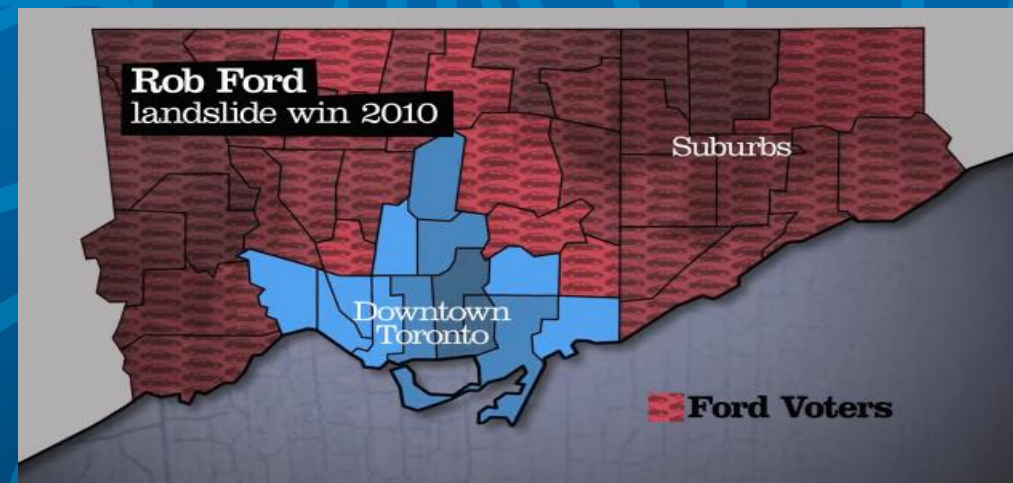 Rob Ford
landslide win 2010
Suburbs
Downtown
Toronto
Ford Voters